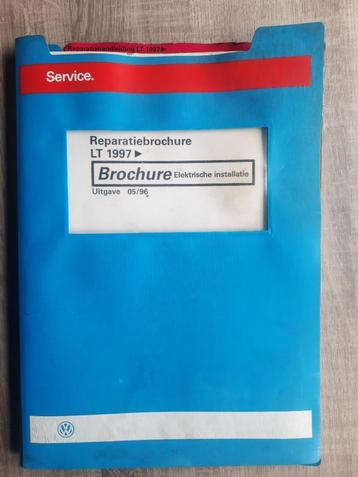 Reparatiehandleiding LT 1997 ►
Service.
Reparatiebrochure
LT 1997 ►
Brochure Elektrische installatie
Uitgave 05/96